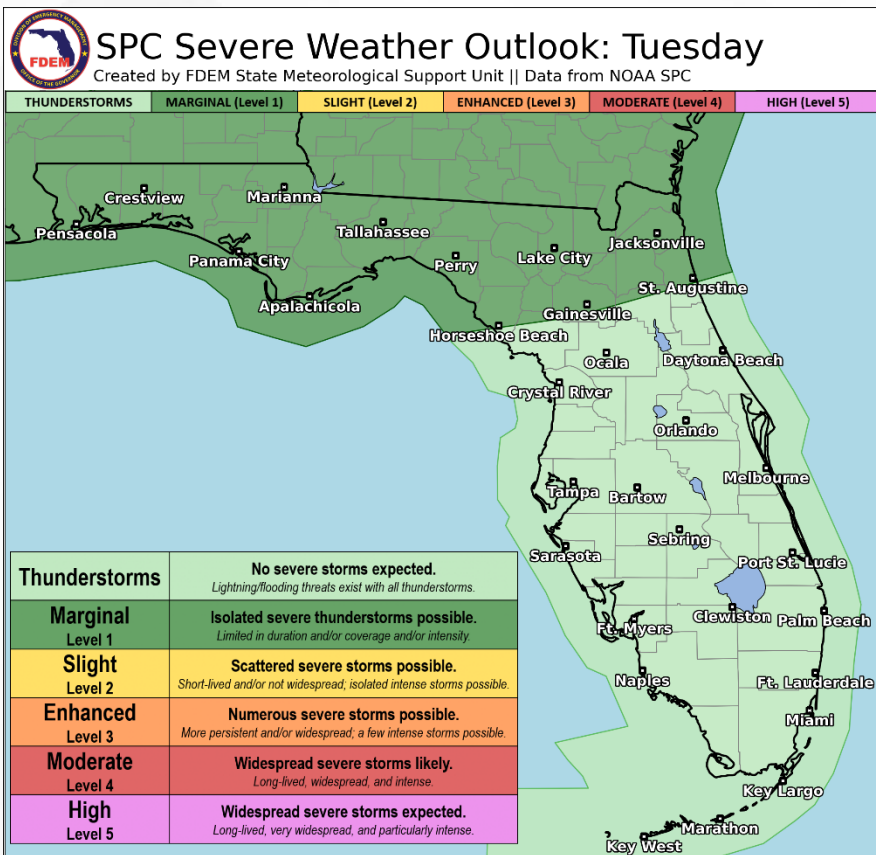 DIVISION OF EMERGENCY MANAGEMENT
FDEM
OFFICE OF THE GOVERNOR
SPC Severe Weather Outlook: Tuesday
Created by FDEM State Meteorological Support Unit || Data from NOAA SPC
THUNDERSTORMS MARGINAL (Level 1) SLIGHT (Level 2) ENHANCED (Level 3) MODERATE (Level 4) HIGH (Level 5)
Crestview
Marianna
Pensacola
Tallahassee
Jacksonville
Panama City
Perry
Lake City
St. Augustine
Apalachicola
Gainesville
Horseshoe Beach
Ocala
Daytona Beach
Crystal River
Orlando
Melbourne
Tampa
Bartow
Sebring
Sarasota
Port St. Lucie
Clewiston
Palm Beach
Ft. Myers
Naples
Ft. Lauderdale
Miami
Key Largo
Marathon
Key West
Thunderstorms
No severe storms expected.
Lightning/flooding threats exist with all thunderstorms.
Marginal
Level 1
Isolated severe thunderstorms possible.
Limited in duration and/or coverage and/or intensity.
Slight
Level 2
Scattered severe storms possible.
Short-lived and/or not widespread; isolated intense storms possible.
Enhanced
Level 3
Numerous severe storms possible.
More persistent and/or widespread; a few intense storms possible.
Moderate
Level 4
Widespread severe storms likely.
Long-lived, widespread, and intense.
High
Level 5
Widespread severe storms expected.
Long-lived, very widespread, and particularly intense.